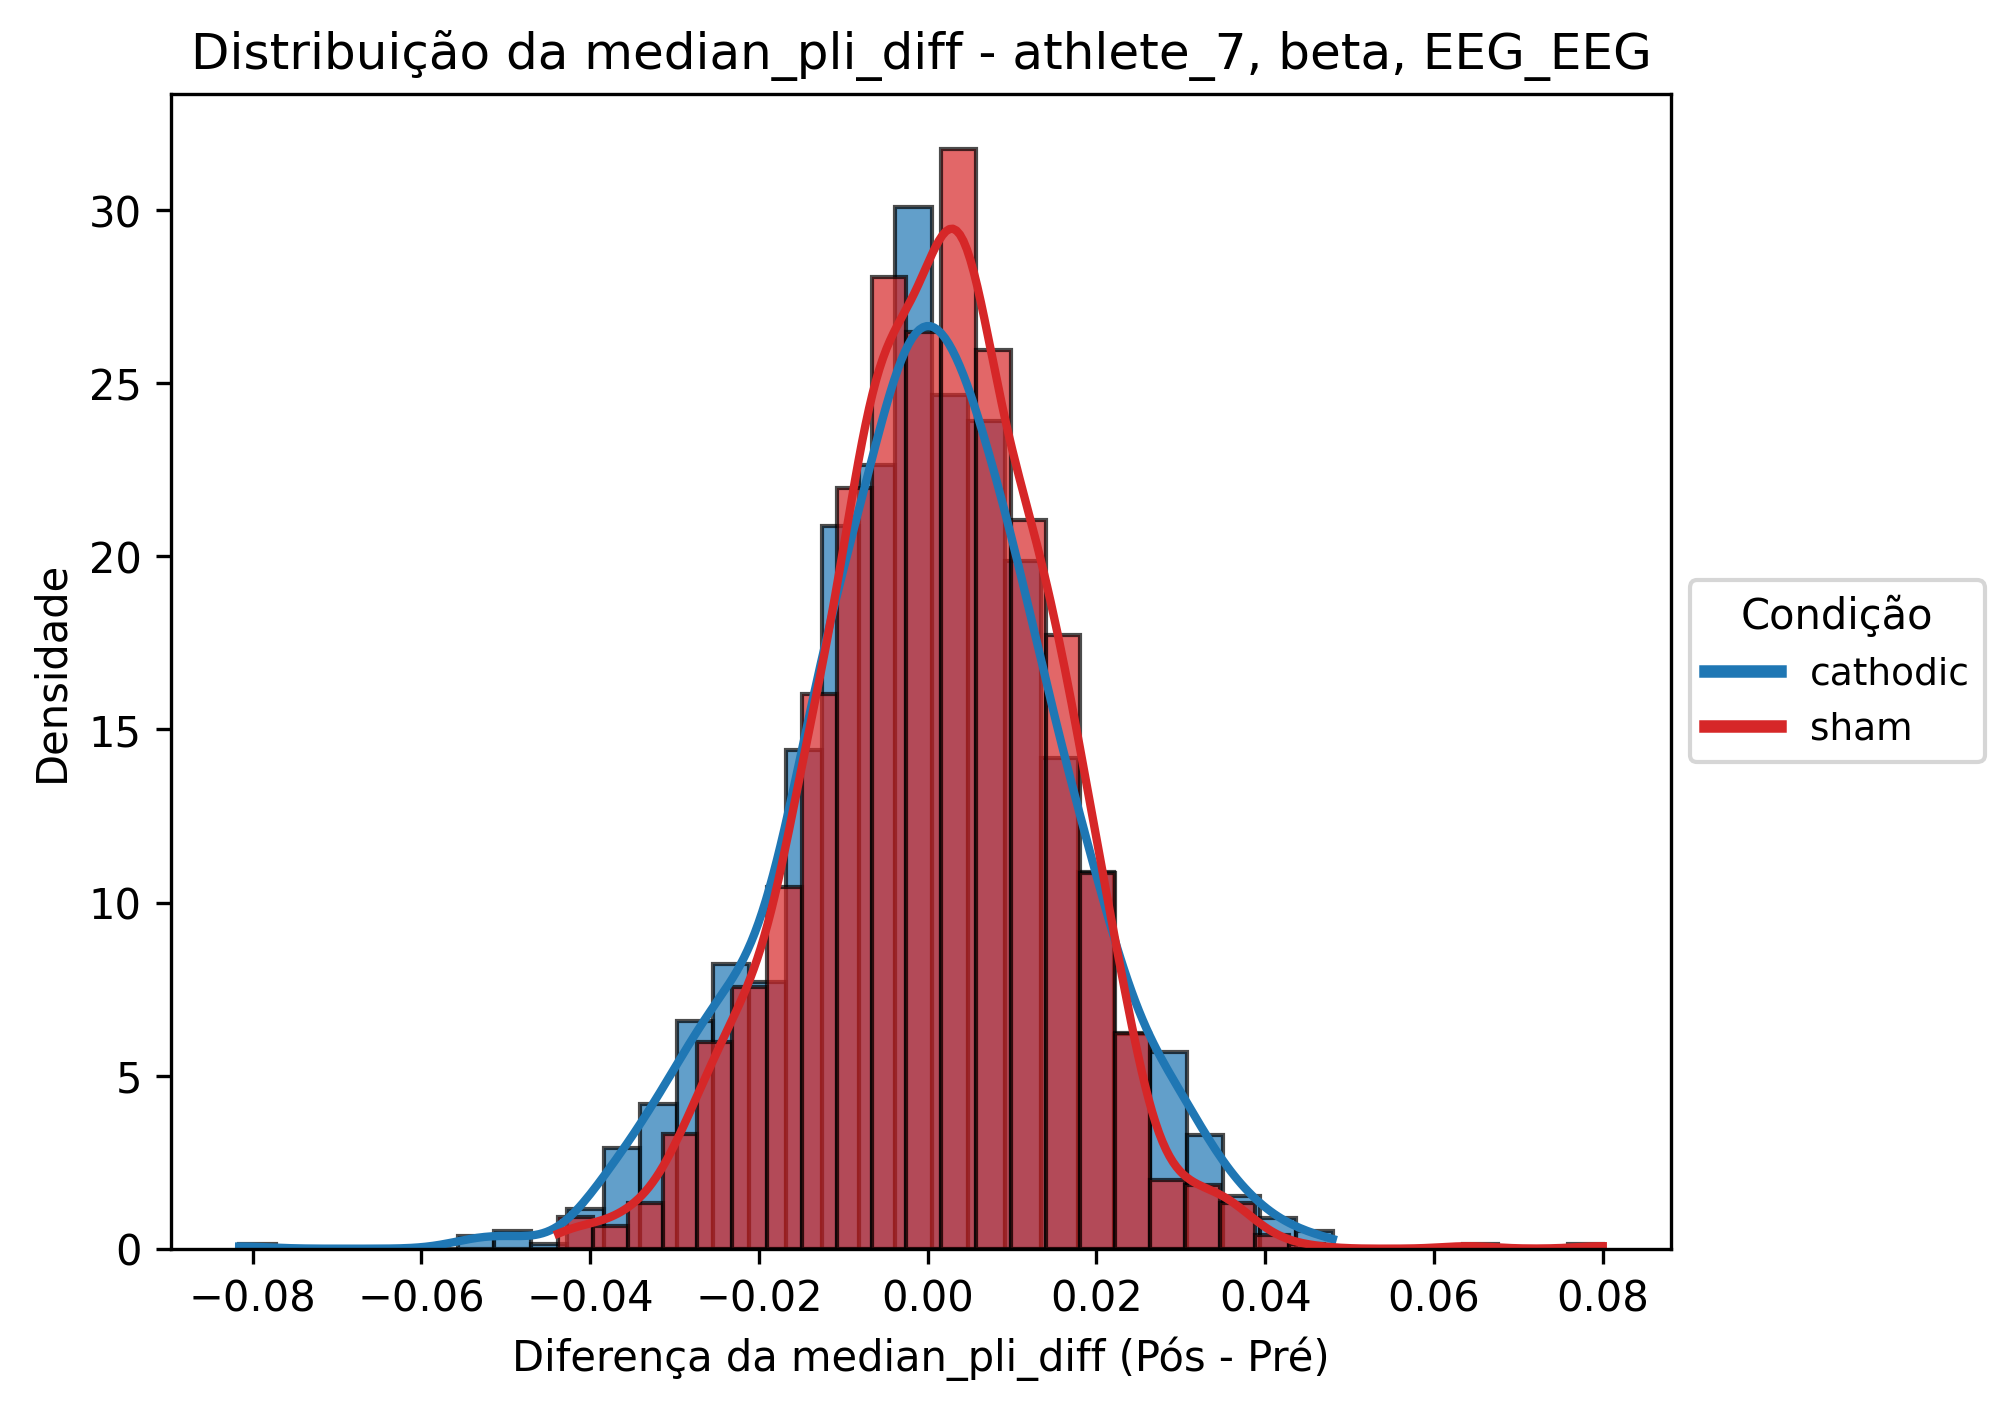 Distribuição da median_pli_diff - athlete_7, beta, EEG_EEG
Densidade
30
25
20
15
10
5
0
−0.08 −0.06 −0.04 −0.02 0.00 0.02 0.04 0.06 0.08
Diferença da median_pli_diff (Pós - Pré)
Condição
cathodic
sham